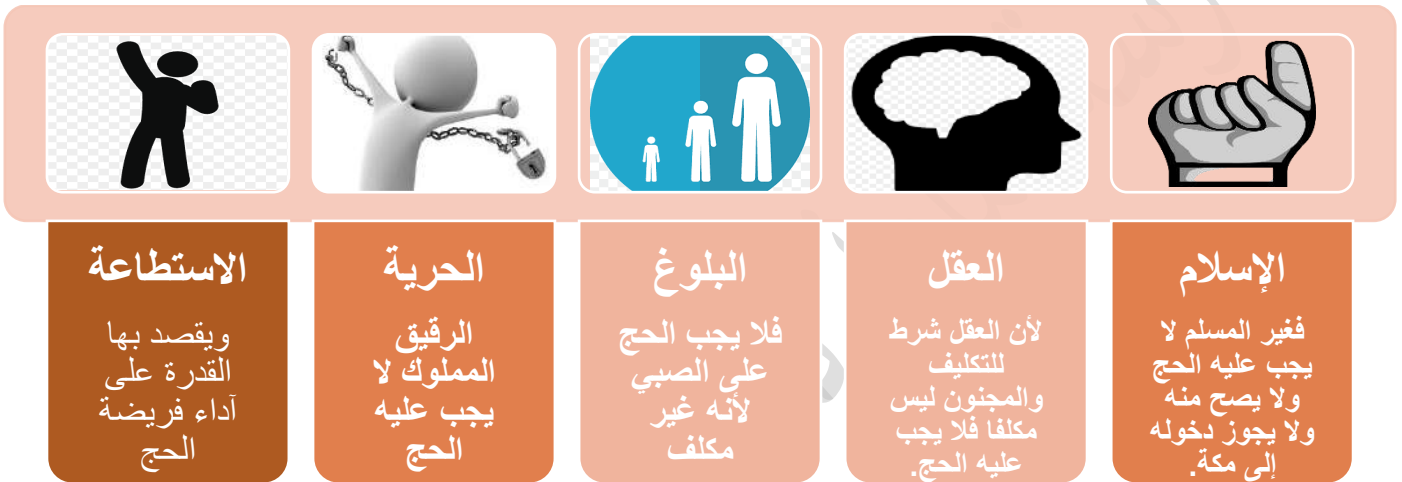 الإسلام
فغير المسلم لا
يجب عليه الحج
ولا يصح منه
ولا يجوز دخوله
إلى مكة.
العقل
لأن العقل شرط
للتكليف
والمجنون ليس
مكلفا فلا يجب
عليه الحج.
البلوغ
فلا يجب الحج
على الصبي
لأنه غير
مكلف
الحرية
الرقيق
المملوك لا
يجب عليه
الحج
الاستطاعة
ويقصد بها
القدرة على
آداء فريضة
الحج